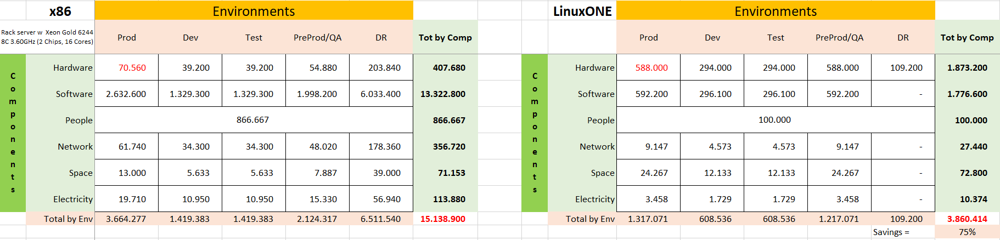 x86 Environments LinuxONE Environments
Rack server w Xeon Gold 6244
8C 3.60GHz (2 Chips, 16 Cores)
Prod Dev Test PreProd/QA DR Tot by Comp Prod Dev Test PreProd/QA DR Tot by Comp
Components
Components
Hardware 70.560 39.200 39.200 54.880 203.840 407.680 Hardware 588.000 294.000 294.000 588.000 109.200 1.873.200
Software 2.632.600 1.329.300 1.329.300 1.998.200 6.033.400 13.322.800 Software 592.200 296.100 296.100 592.200 - 1.776.600
People 866.667 866.667 People 100.000 100.000
Network 61.740 34.300 34.300 48.020 178.360 356.720 Network 9.147 4.573 4.573 9.147 - 27.440
Space 13.000 5.633 5.633 7.887 39.000 71.153 Space 24.267 12.133 12.133 24.267 - 72.800
Electricity 19.710 10.950 10.950 15.330 56.940 113.880 Electricity 3.458 1.729 1.729 3.458 - 10.374
Total by Env 3.664.277 1.419.383 1.419.383 2.124.317 6.511.540 15.138.900 Total by Env 1.317.071 608.536 608.536 1.217.071 109.200 3.860.414
Savings = 75%